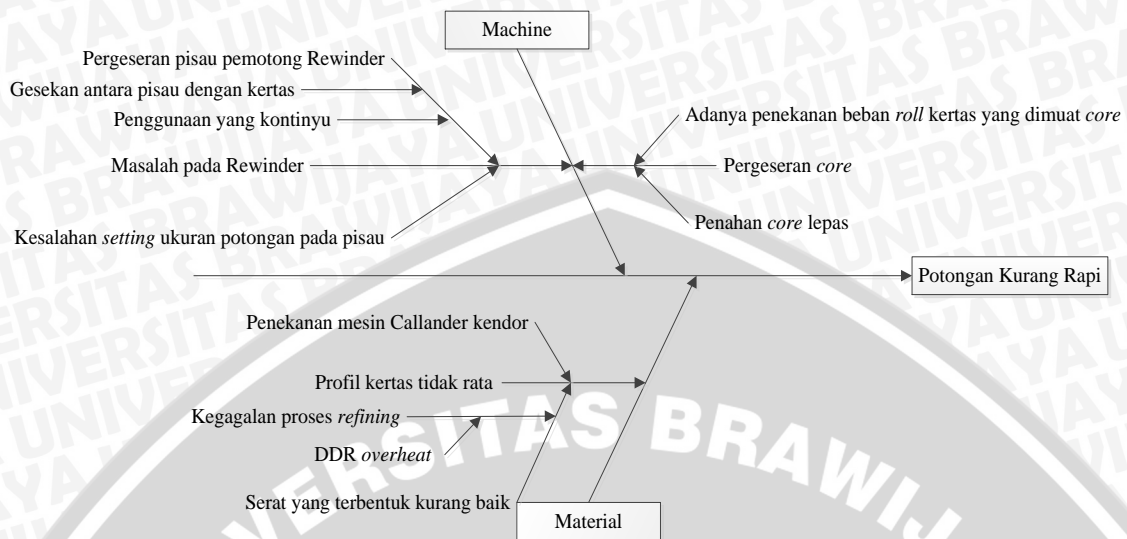 Machine
Pergeseran pisau pemotong Rewinder
Gesekan antara pisau dengan kertas
Penggunaan yang kontinyu
Adanya penekanan beban roll kertas yang dimuat core
Masalah pada Rewinder
Pergeseran core
Penahan core lepas
Kesalahan setting ukuran potongan pada pisau
Potongan Kurang Rapi
Penekanan mesin Callander kendor
Profil kertas tidak rata
Kegagalan proses refining
DDR overheat
Serat yang terbentuk kurang baik
Material
UNIVERSITAS BRAWIJAYA